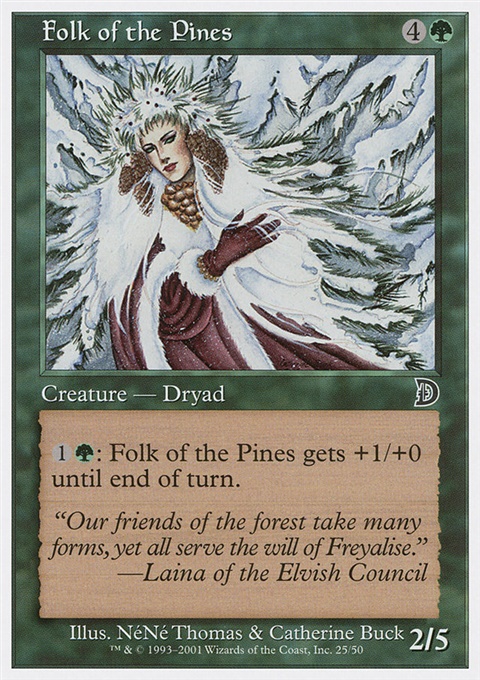 Folk of the Pines 4
Creature — Dryad
1 : Folk of the Pines gets +1/+0
until end of turn.
“Our friends of the forest take many
forms, yet all serve the will of Freyalise.”
—Laina of the Elvish Council
Illus. NéNé Thomas & Catherine Buck 2/5
™ & © 1993–2001 Wizards of the Coast, Inc. 25/50